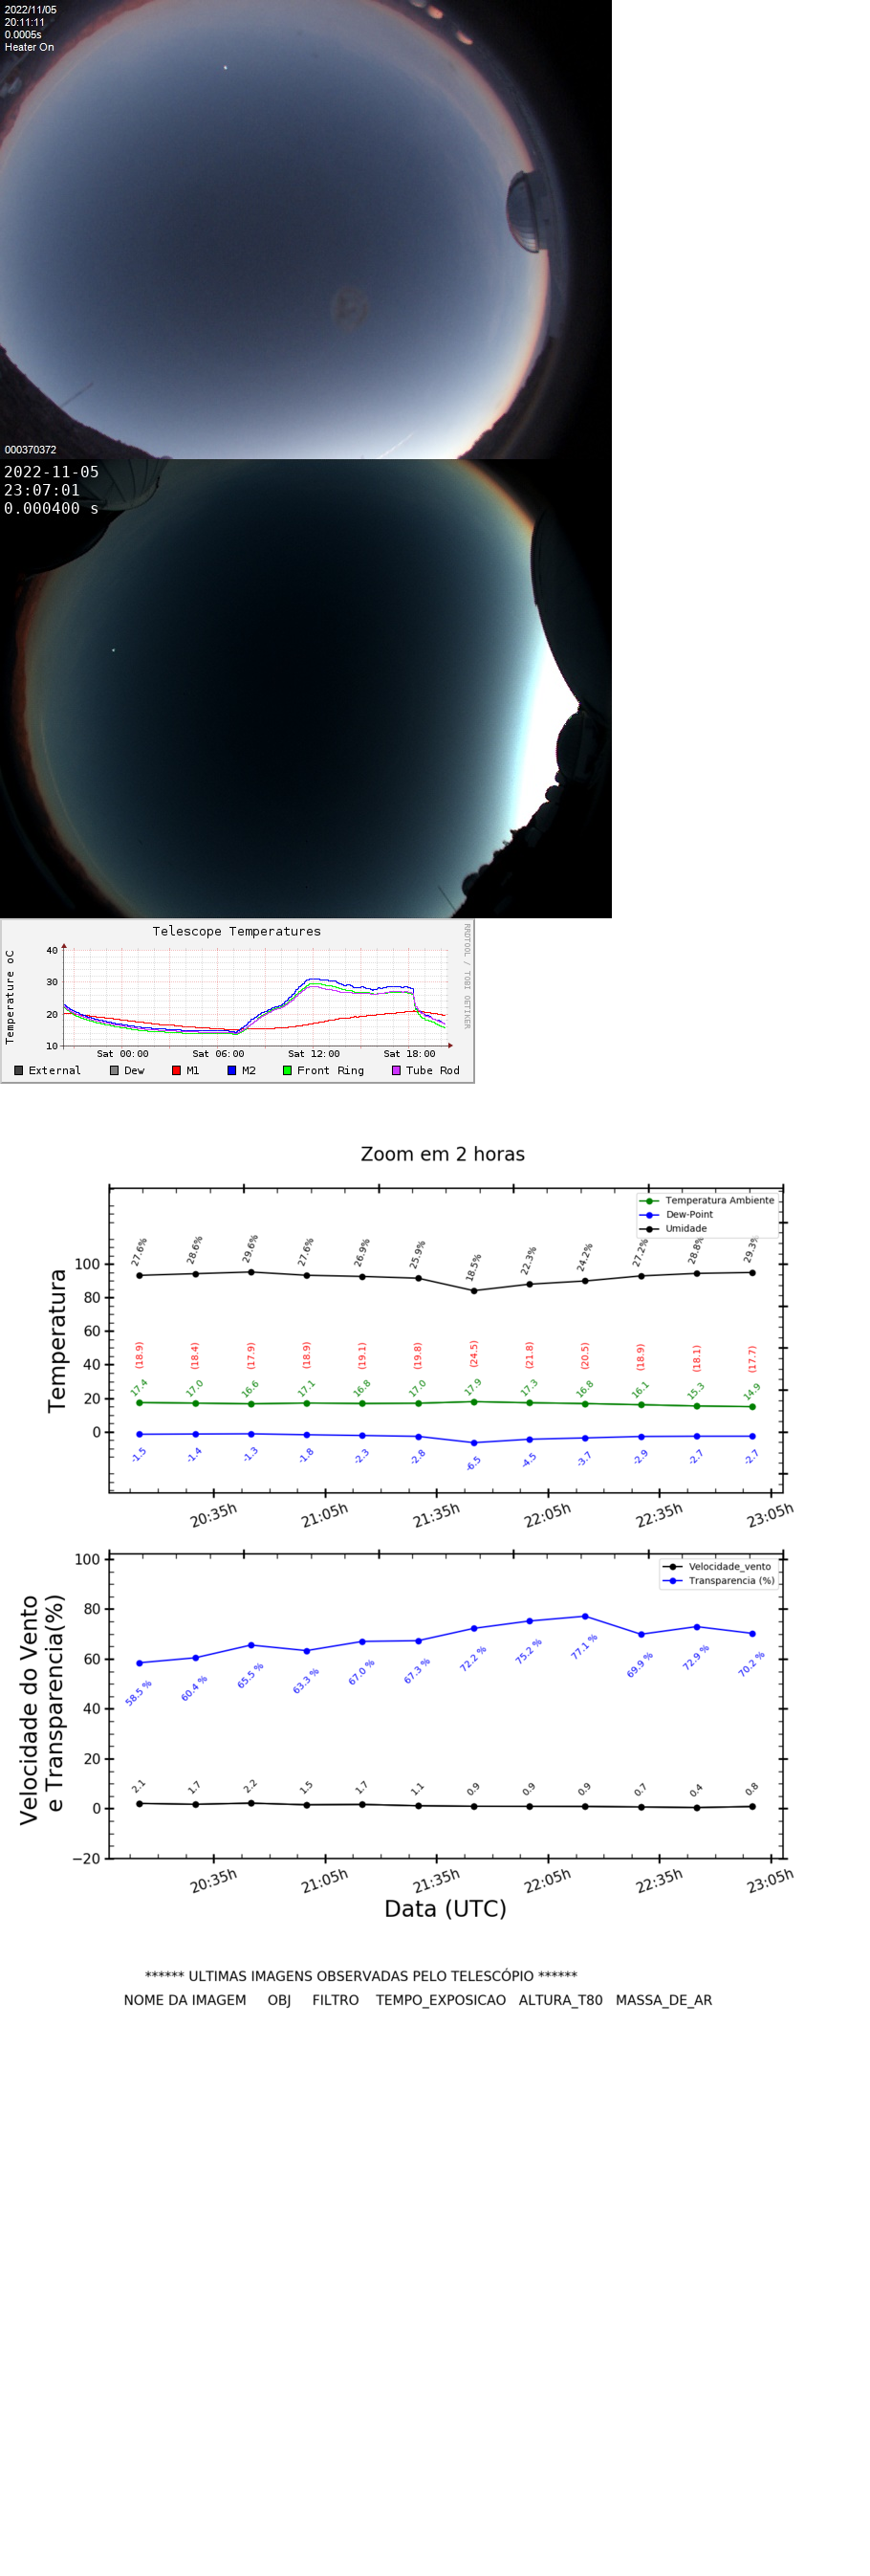 2022/11/05
20:11:11
0.0005s
Heater On
000370372
2022-11-05
23:07:01
0.000400 s
Telescope Temperatures
RRDTOOL / TOBI OETIKER
Temperature oC
40
30
20
10
Sat 00:00 Sat 06:00 Sat 12:00 Sat 18:00
External Dew M1 M2 Front Ring Tube Rod
Zoom em 2 horas
Temperatura Ambiente
Dew-Point
Umidade
Temperatura
100
80
60
40
20
0
27.6% 28.6% 29.6% 27.6% 26.9% 25.9% 18.5% 22.3% 24.2% 27.2% 28.8% 29.3%
(18.9) (18.4) (17.9) (18.9) (19.1) (19.8) (24.5) (21.8) (20.5) (18.9) (18.1) (17.7)
17.4 17.0 16.6 17.1 16.8 17.0 17.9 17.3 16.8 16.1 15.3 14.9
-1.5 -1.4 -1.3 -1.8 -2.3 -2.8 -6.5 -4.5 -3.7 -2.9 -2.7 -2.7
20:35h 21:05h 21:35h 22:05h 22:35h 23:05h
Velocidade_vento
Transparencia (%)
Velocidade do Vento
e Transparencia(%)
100
80
60
40
20
0
−20
58.5 % 60.4 % 65.5 % 63.3 % 67.0 % 67.3 % 72.2 % 75.2 % 77.1 % 69.9 % 72.9 % 70.2 %
2.1 1.7 2.2 1.5 1.7 1.1 0.9 0.9 0.9 0.7 0.4 0.8
20:35h 21:05h 21:35h 22:05h 22:35h 23:05h
Data (UTC)
****** ULTIMAS IMAGENS OBSERVADAS PELO TELESCÓPIO ******
NOME DA IMAGEM OBJ FILTRO TEMPO_EXPOSICAO ALTURA_T80 MASSA_DE_AR